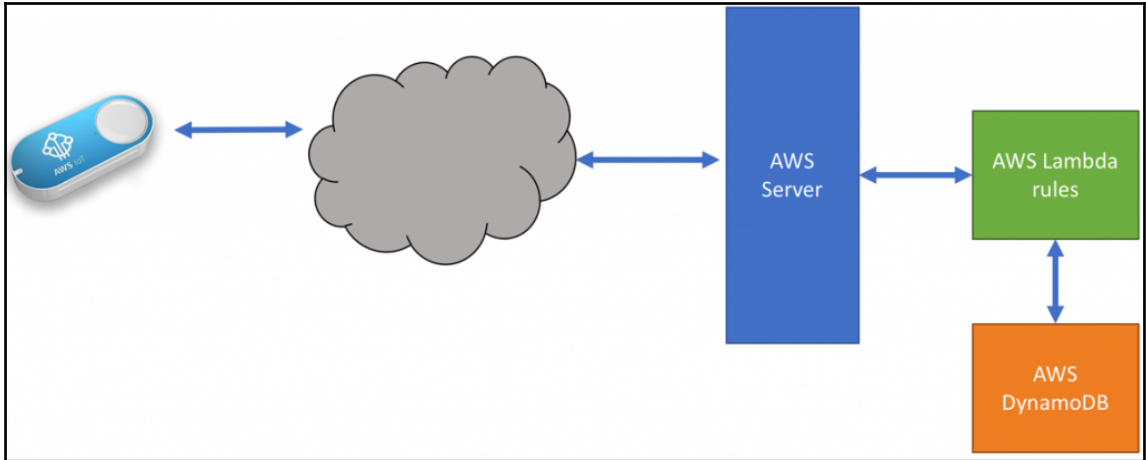 AWS IoT
AWS
Server
AWS Lambda
rules
AWS
DynamoDB